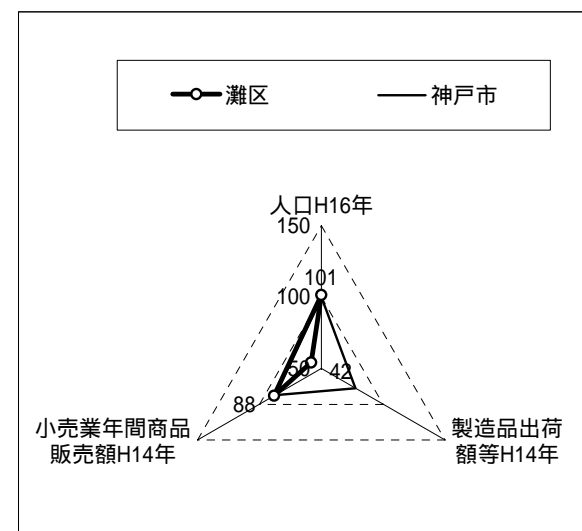 灘区
神戸市
人口H16年
150
101
100
50
42
88
小売業年間商品
販売額H14年
製造品出荷
額等H14年